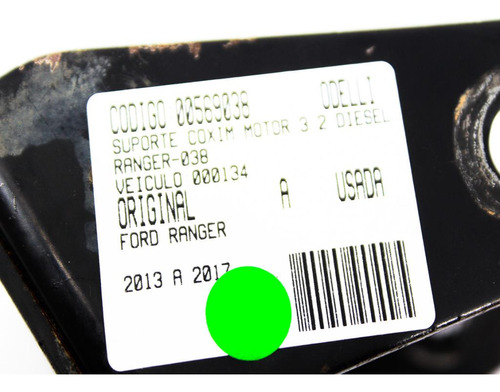 CODIGO 00569038 ODELLI
SUPORTE COXIM MOTOR 3 2 DIESEL
RANGER-038
VEICULO 000134
ORIGINAL A USADA
FORD RANGER
2013 A 2017